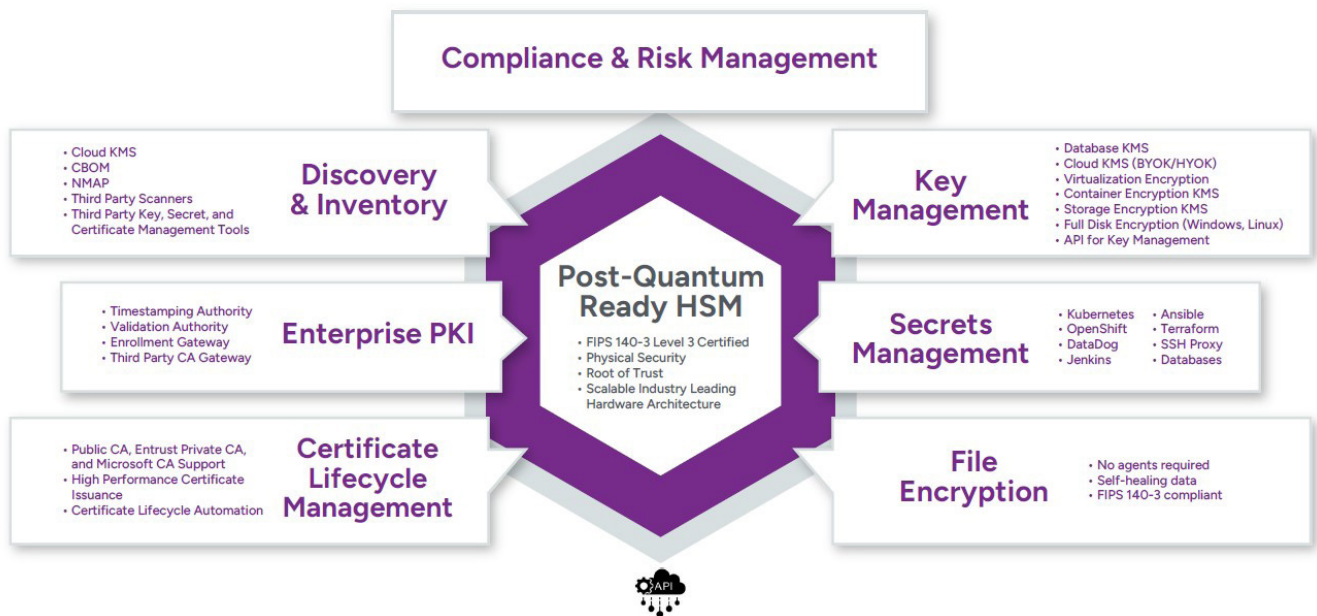 Compliance & Risk Management
• Cloud KMS
• CBOM
• NMAP
• Third Party Scanners
• Third Party Key, Secret, and
Certificate Management Tools
Discovery
& Inventory
• Timestamping Authority
• Validation Authority
• Enrollment Gateway
• Third Party CA Gateway
Enterprise PKI
• Public CA, Entrust Private CA,
and Microsoft CA Support
• High Performance Certificate
Issuance
• Certificate Lifecycle Automation
Certificate
Lifecycle
Management
Post-Quantum
Ready HSM
• FIPS 140-3 Level 3 Certified
• Physical Security
• Root of Trust
• Scalable Industry Leading
Hardware Architecture
Key
Management
• Database KMS
• Cloud KMS (BYOK/HYOK)
• Virtualization Encryption
• Container Encryption KMS
• Storage Encryption KMS
• Full Disk Encryption (Windows, Linux)
• API for Key Management
Secrets
Management
• Kubernetes
• OpenShift
• DataDog
• Jenkins
• Ansible
• Terraform
• SSH Proxy
• Databases
File
Encryption
• No agents required
• Self-healing data
• FIPS 140-3 compliant
API